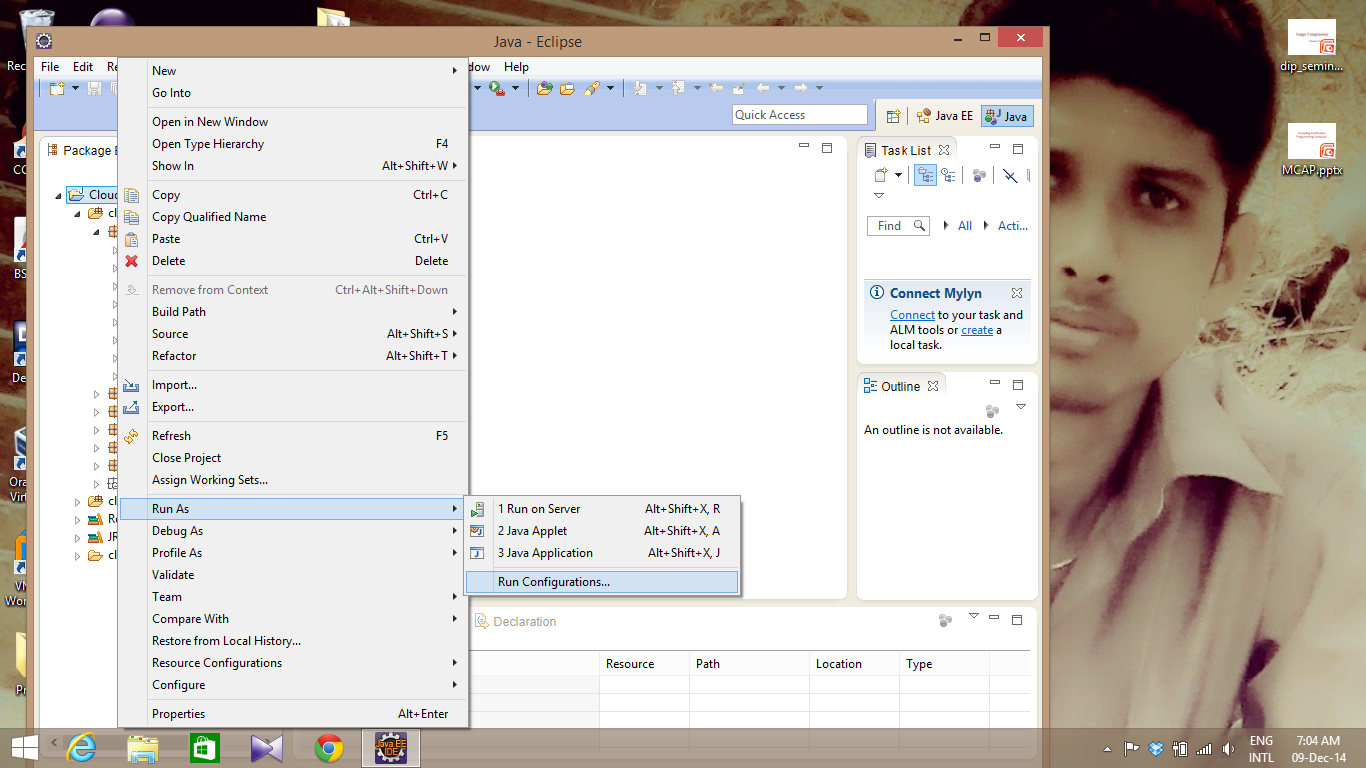 Java - Eclipse
File Edit Help
New
Go Into
Open in New Window
Open Type Hierarchy F4
Show In Alt+Shift+W
Copy Ctrl+C
Copy Qualified Name
Paste Ctrl+V
Delete Delete
Remove from Context Ctrl+Alt+Shift+Down
Build Path
Source Alt+Shift+S
Refactor Alt+Shift+T
Import...
Export...
Refresh F5
Close Project
Assign Working Sets...
Run As
Debug As
Profile As
Validate
Team
Compare With
Restore from Local History...
Resource Configurations
Configure
Properties Alt+Enter
1 Run on Server Alt+Shift+X, R
2 Java Applet Alt+Shift+X, A
3 Java Application Alt+Shift+X, J
Run Configurations...
Quick Access
Java EE
Java
Package
Cloud
Task List
Find
All
Acti...
Connect Mylyn
Connect to your task and
ALM tools or create a
local task.
Outline
An outline is not available.
Declaration
Resource Path Location Type
Image Compression
dip_semin...
MCAP.pptx
Java EE
IDE
ENG
INTL
7:04 AM
09-Dec-14